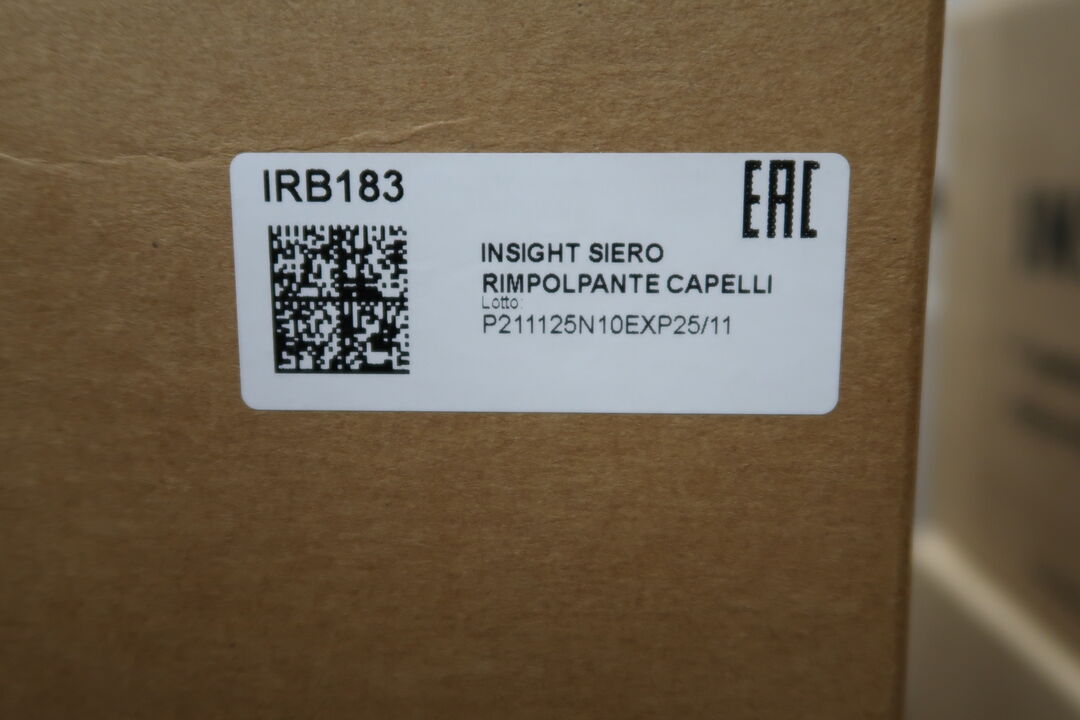 IRB183
EAC
INSIGHT SIERO
RIMPOLPANTE CAPELLI
Lotto:
P211125N10EXP25/11